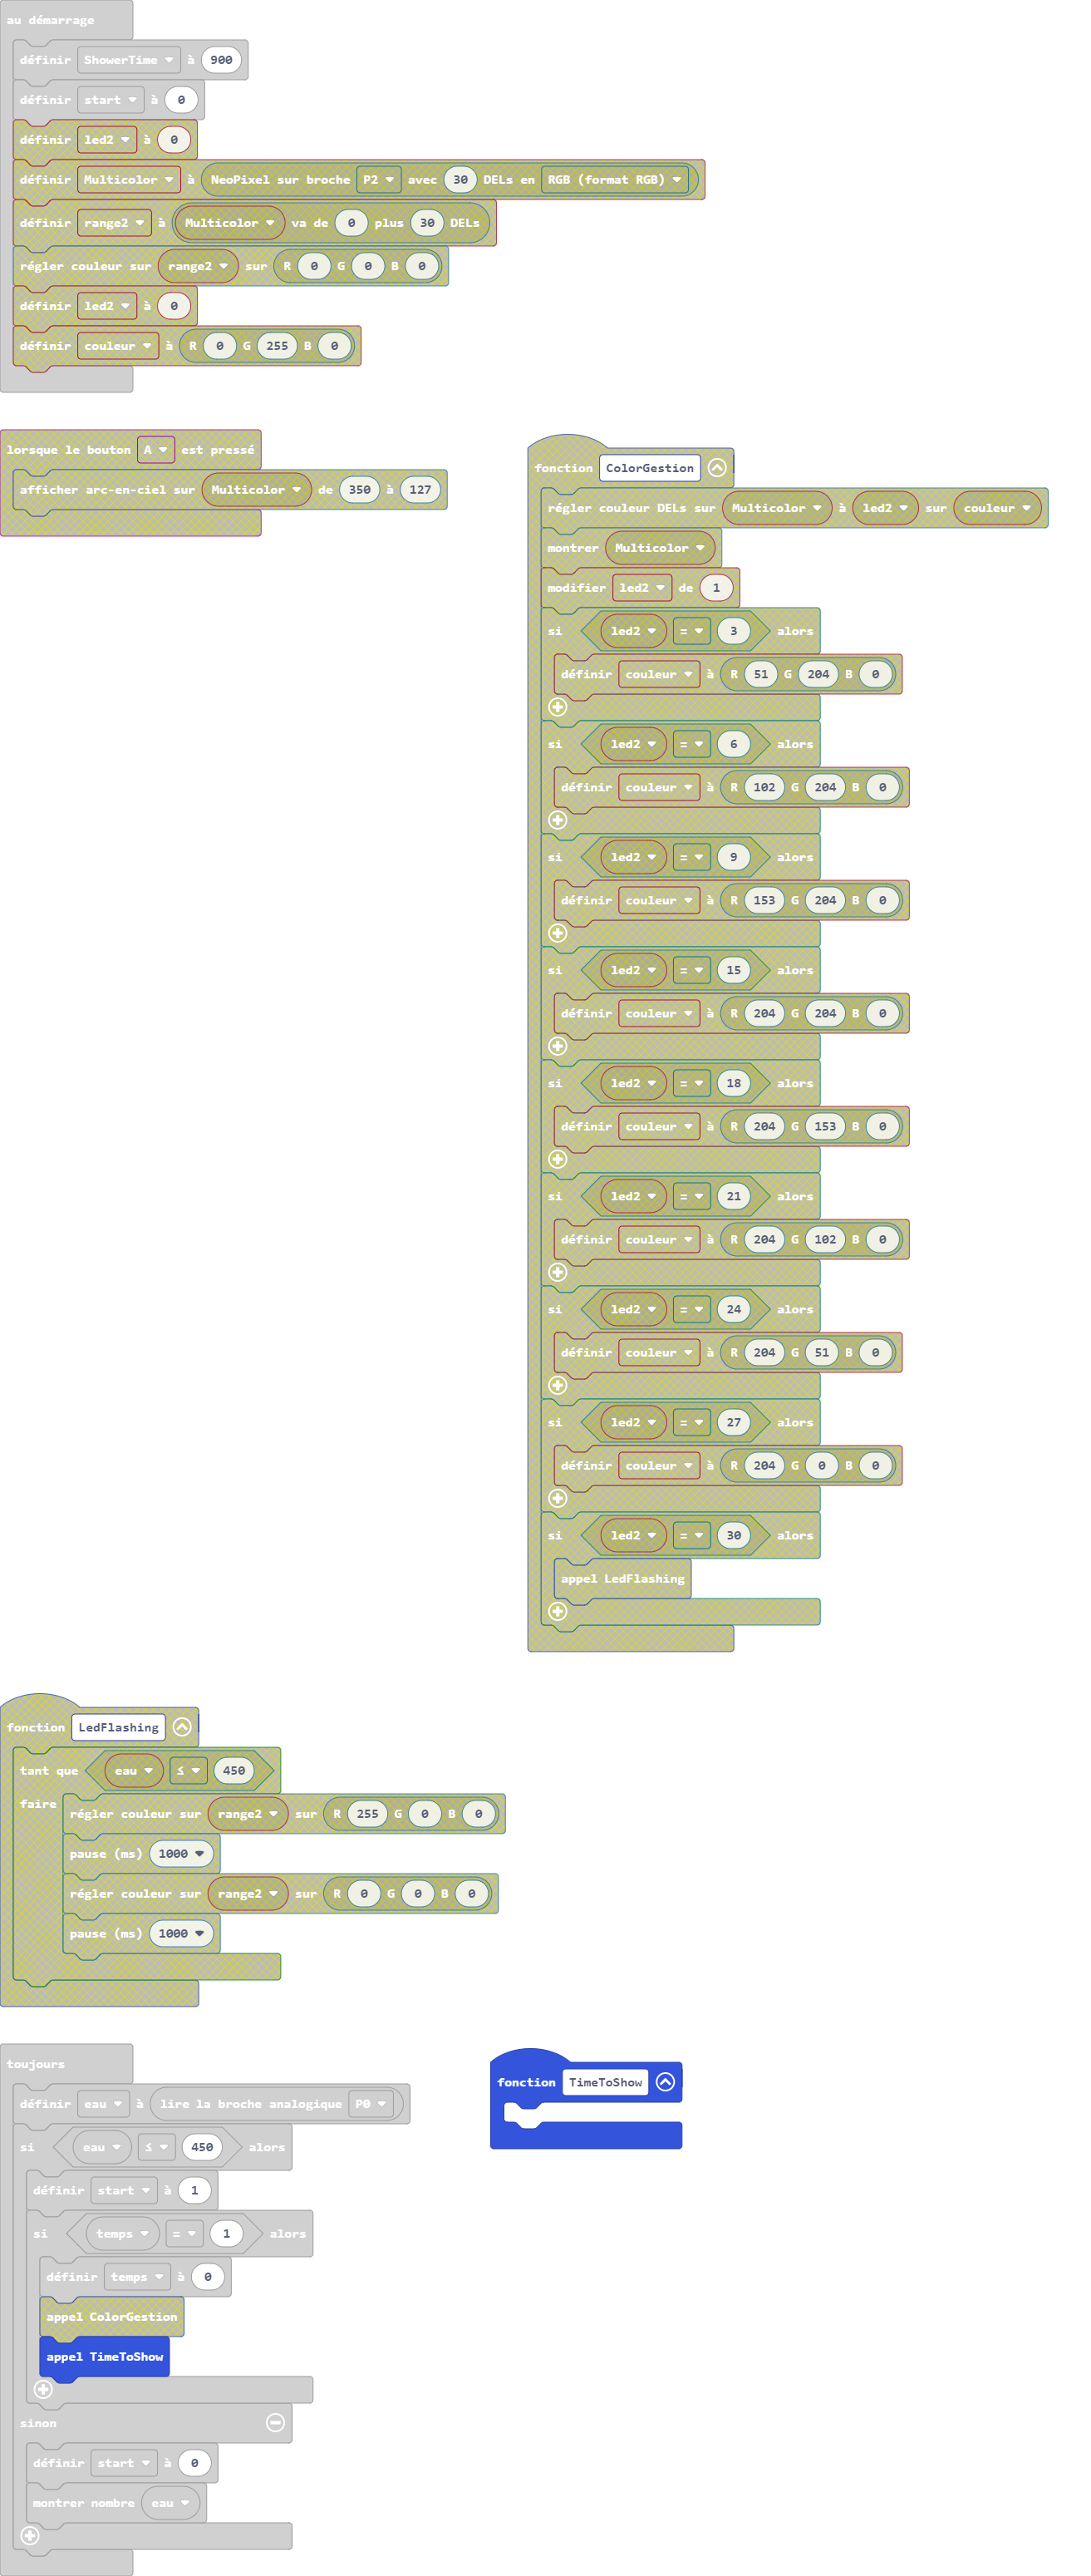 au démarrage
définir ShowerTime à 900
définir start à 0
définir led2 à 0
définir Multicolor à NeoPixel sur broche P2 avec 30 DELs en RGB (format RGB)
définir range2 à Multicolor va de 0 plus 30 DELs
régler couleur sur range2 sur R 0 G 0 B 0
définir led2 à 0
définir couleur à R 0 G 255 B 0
lorsque le bouton A est pressé
afficher arc-en-ciel sur Multicolor de 350 à 127
fonction ColorGestion
régler couleur DELs sur Multicolor à led2 sur couleur
montrer Multicolor
modifier led2 de 1
si led2 = 3 alors
définir couleur à R 51 G 204 B 0
si led2 = 6 alors
définir couleur à R 102 G 204 B 0
si led2 = 9 alors
définir couleur à R 153 G 204 B 0
si led2 = 15 alors
définir couleur à R 204 G 204 B 0
si led2 = 18 alors
définir couleur à R 204 G 153 B 0
si led2 = 21 alors
définir couleur à R 204 G 102 B 0
si led2 = 24 alors
définir couleur à R 204 G 51 B 0
si led2 = 27 alors
définir couleur à R 204 G 0 B 0
si led2 = 30 alors
appel LedFlashing
fonction LedFlashing
tant que eau ≤ 450
faire
régler couleur sur range2 sur R 255 G 0 B 0
pause (ms) 1000
régler couleur sur range2 sur R 0 G 0 B 0
pause (ms) 1000
toujours
définir eau à lire la broche analogique P0
si eau ≤ 450 alors
définir start à 1
si temps = 1 alors
définir temps à 0
appel ColorGestion
appel TimeToShow
sinon
définir start à 0
montrer nombre eau
fonction TimeToShow